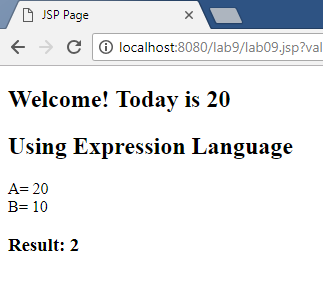 JSP Page
localhost:8080/lab9/lab09.jsp?val
Welcome! Today is 20
Using Expression Language
A= 20
B= 10
Result: 2